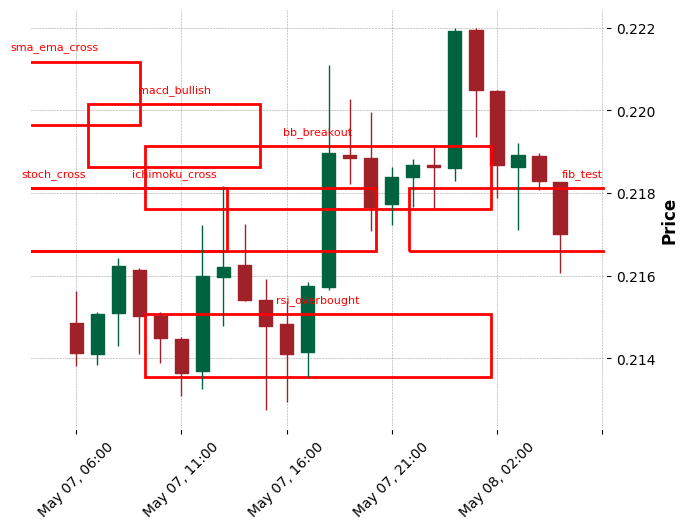 0.222
sma_ema_cross
macd_bullish
0.220
bb_breakout
stoch_cross
ichimoku_cross
fib_test
0.218
Price
0.216
rsi_overbought
0.214
May 07, 06:00
May 07, 11:00
May 07, 16:00
May 07, 21:00
May 08, 02:00